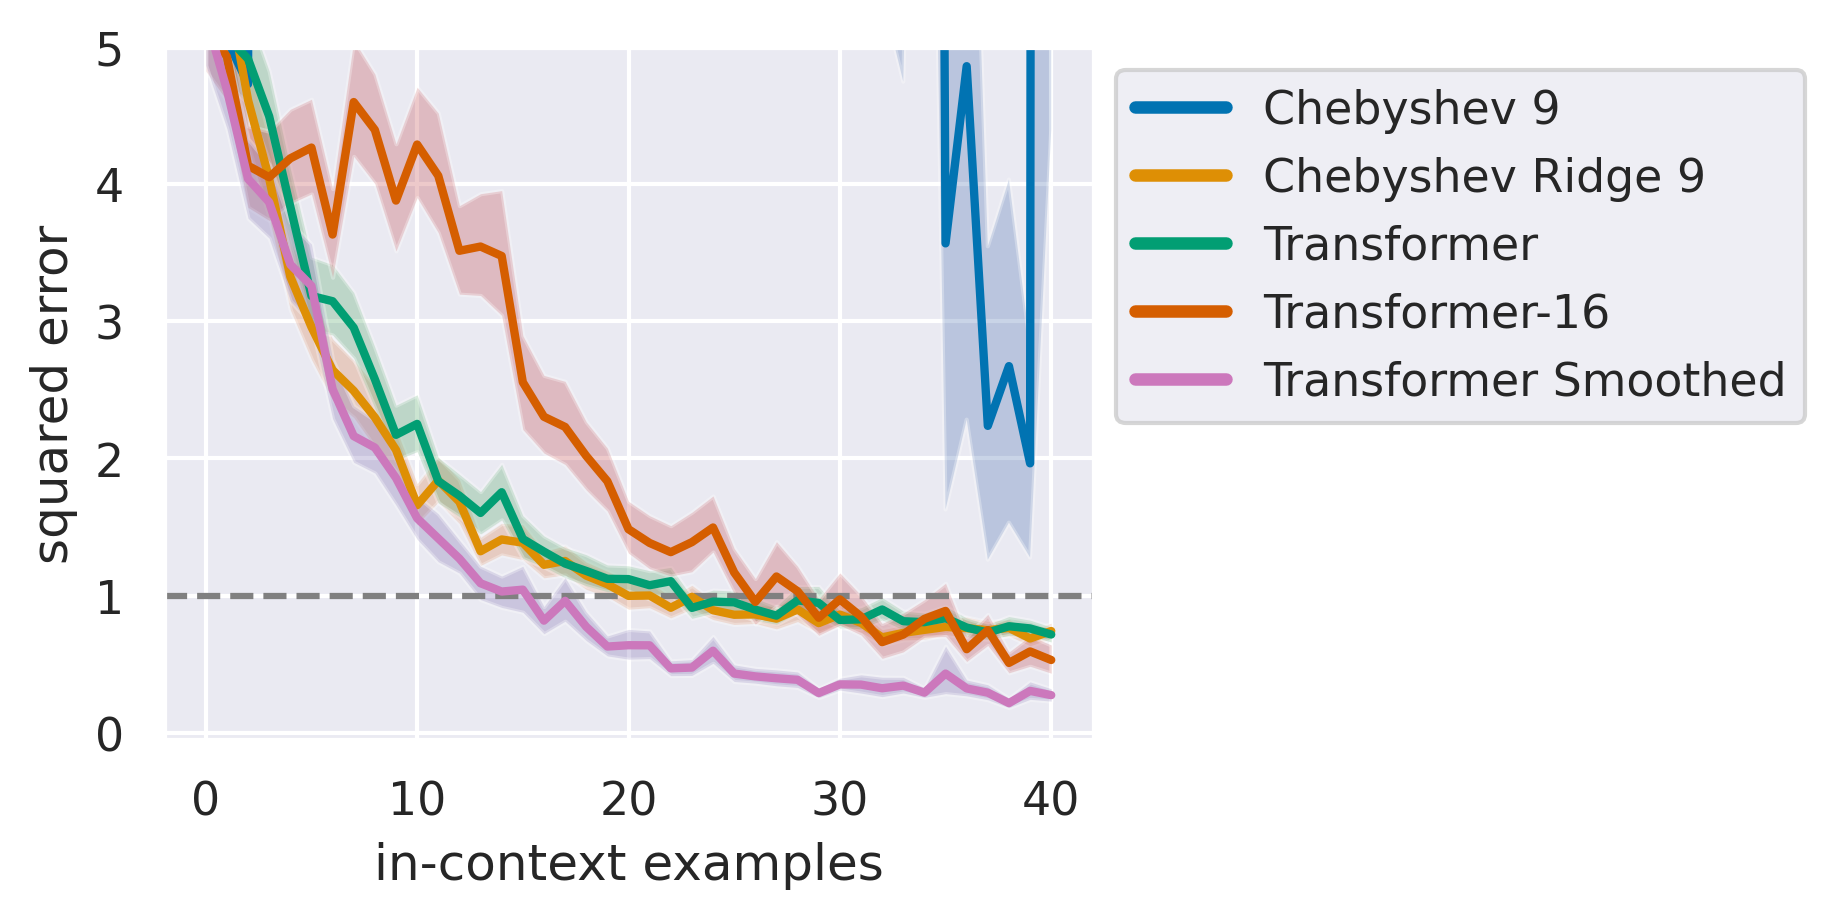 squared error
5
4
3
2
1
0
0 10 20 30 40
in-context examples
Chebyshev 9
Chebyshev Ridge 9
Transformer
Transformer-16
Transformer Smoothed